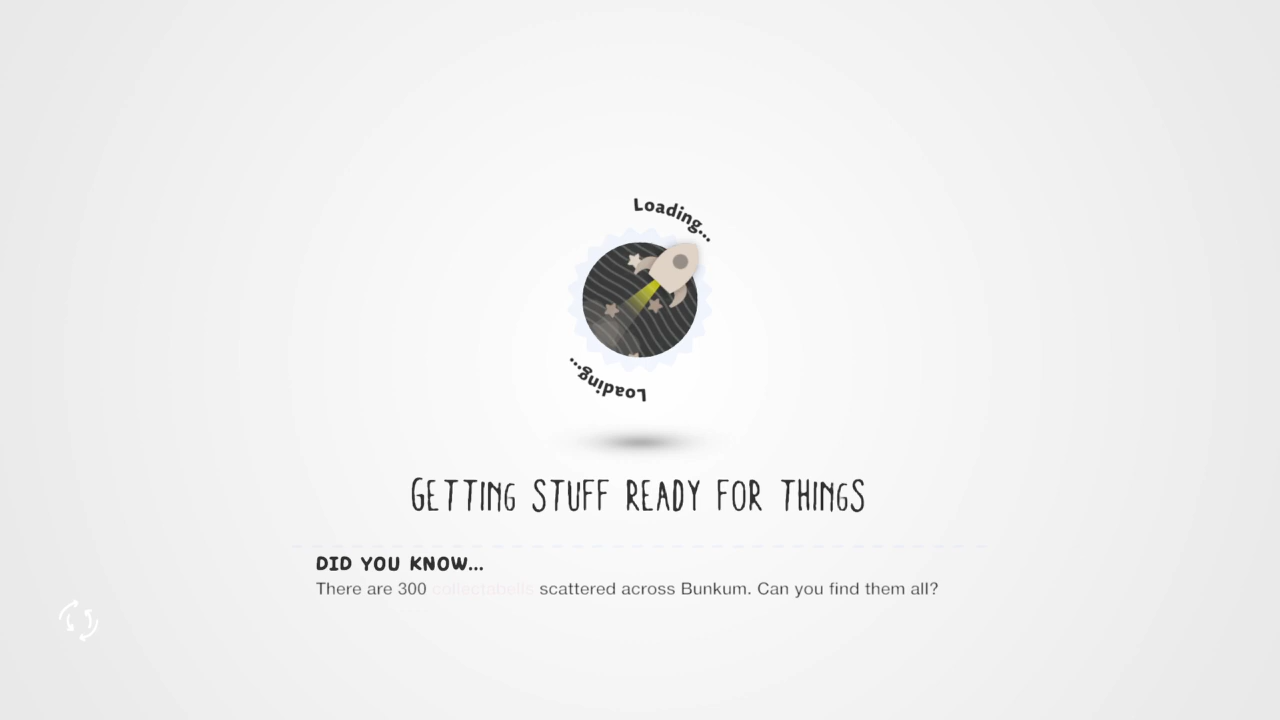 Loading...
Loading...
GETTING STUFF READY FOR THINGS
DID YOU KNOW...
There are 300 collectabells scattered across Bunkum. Can you find them all?